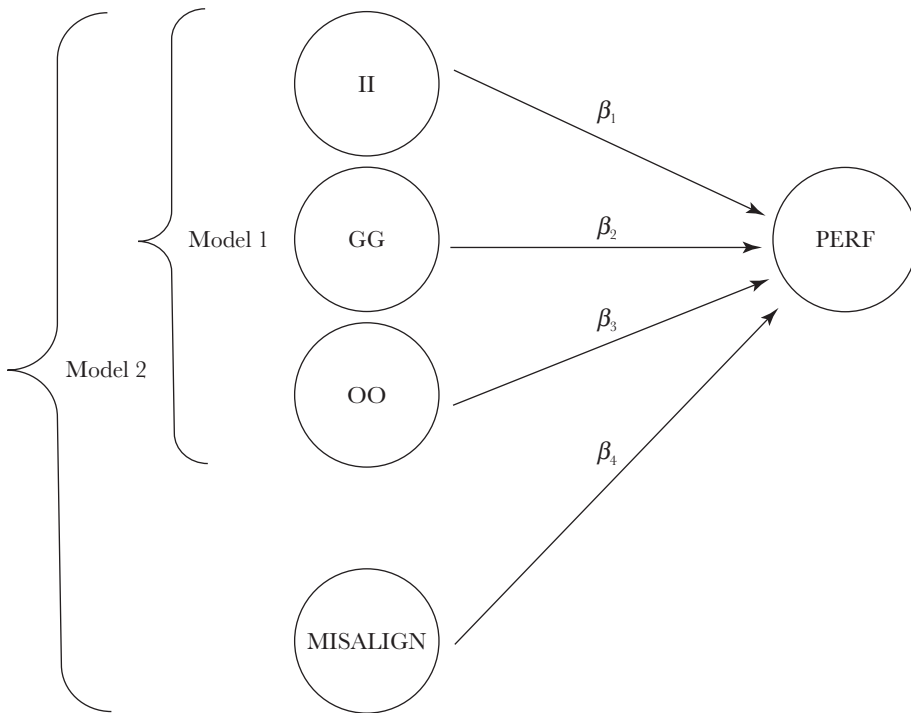 II
β₁
Model 1
GG
β₂
PERF
β₃
Model 2
OO
β₄
MISALIGN